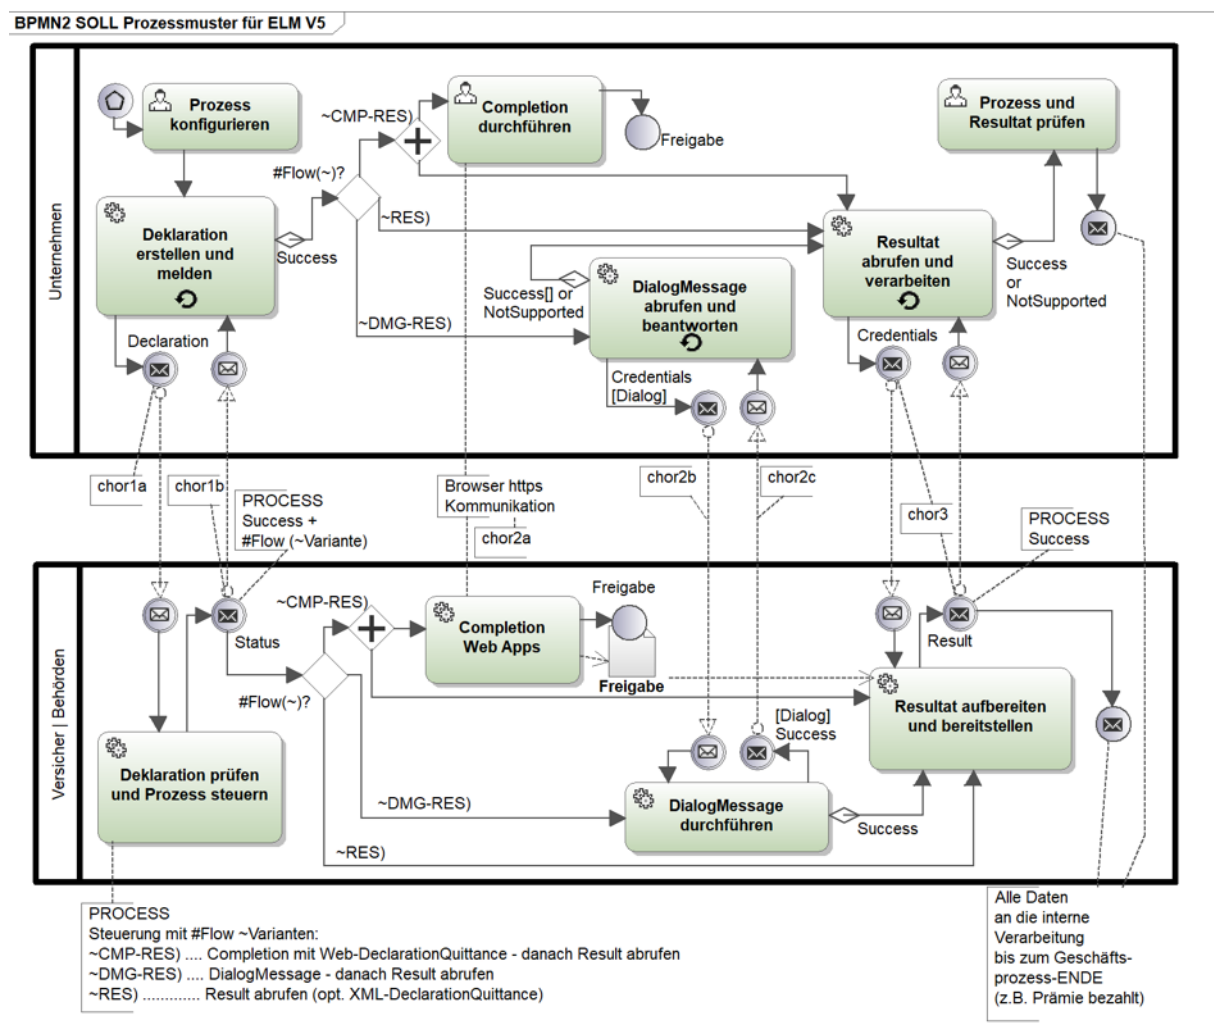 BPMN2 SOLL Prozessmuster für ELM V5
Unternehmen
Prozess
konfigurieren
~CMP-RES)
Completion
durchführen
Freigabe
Prozess und
Resultat prüfen
#Flow(~)?
~RES)
Deklaration
erstellen und
melden
Success
Resultat
abrufen und
verarbeiten
Success
or
NotSupported
Success[] or
NotSupported
DialogMessage
abrufen und
beantworten
~DMG-RES)
Declaration
Credentials
Credentials
[Dialog]
chor1a
chor1b
PROCESS
Success +
#Flow (~Variante)
Browser https
Kommunikation
chor2a
chor2b
chor2c
chor3
PROCESS
Success
Versicher | Behörden
Status
~CMP-RES)
Completion
Web Apps
Freigabe
Freigabe
Result
#Flow(~)?
Resultat aufbereiten
und bereitstellen
[Dialog]
Success
Deklaration prüfen
und Prozess steuern
~DMG-RES)
DialogMessage
durchführen
Success
~RES)
PROCESS
Steuerung mit #Flow ~Varianten:
~CMP-RES) .... Completion mit Web-DeclarationQuittance - danach Result abrufen
~DMG-RES) .... DialogMessage - danach Result abrufen
~RES) ............. Result abrufen (opt. XML-DeclarationQuittance)
Alle Daten
an die interne
Verarbeitung
bis zum Geschäfts-
prozess-ENDE
(z.B. Prämie bezahlt)